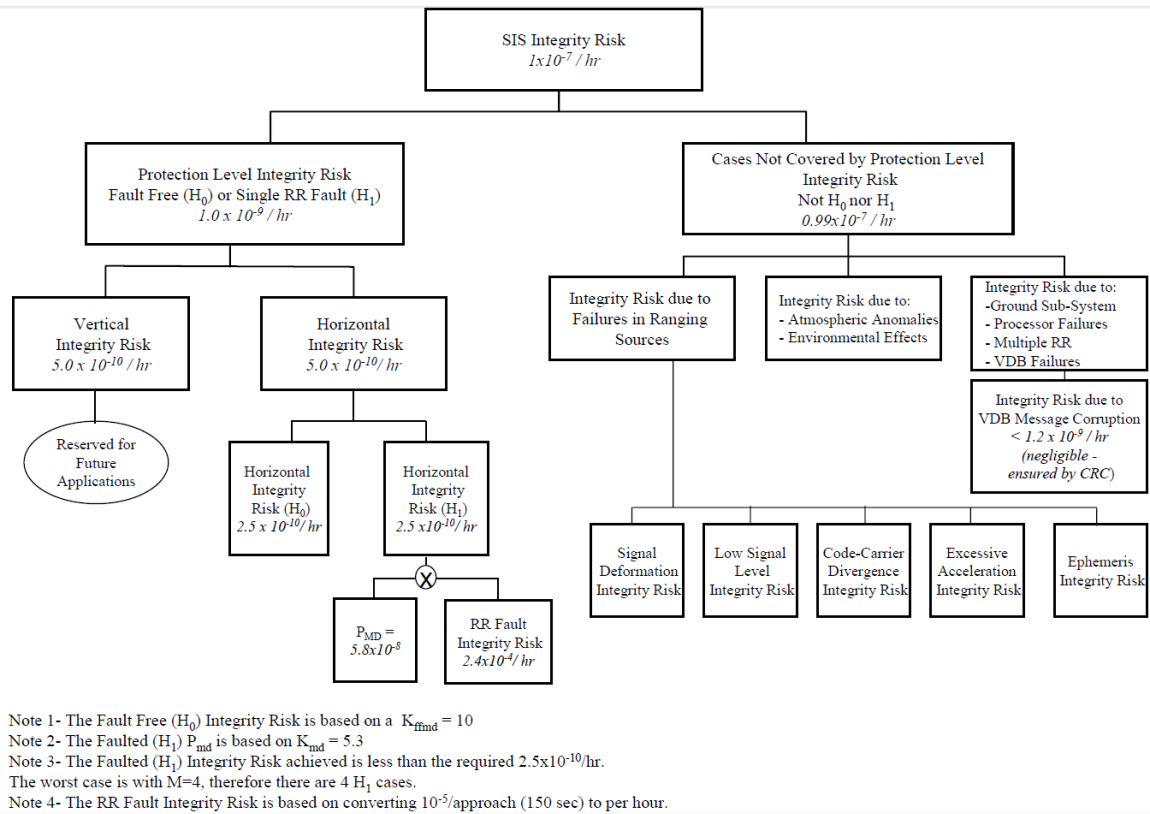 SIS Integrity Risk
1x10⁻⁷ / hr
Protection Level Integrity Risk
Fault Free (H₀) or Single RR Fault (H₁)
1.0 x 10⁻⁹ / hr
Cases Not Covered by Protection Level
Integrity Risk
Not H₀ nor H₁
0.99x10⁻⁷ / hr
Vertical
Integrity Risk
5.0 x 10⁻¹⁰ / hr
Horizontal
Integrity Risk
5.0 x 10⁻¹⁰/ hr
Integrity Risk due to
Failures in Ranging
Sources
Integrity Risk due to:
- Atmospheric Anomalies
- Environmental Effects
Integrity Risk due to:
-Ground Sub-System
- Processor Failures
- Multiple RR
- VDB Failures
Integrity Risk due to
VDB Message Corruption
< 1.2 x 10⁻⁹ / hr
(negligible -
ensured by CRC)
Reserved for
Future
Applications
Horizontal
Integrity
Risk (H₀)
2.5 x 10⁻¹⁰/ hr
Horizontal
Integrity
Risk (H₁)
2.5 x10⁻¹⁰/ hr
X
P_MD =
5.8x10⁻⁸
RR Fault
Integrity Risk
2.4x10⁻⁴/ hr
Signal
Deformation
Integrity Risk
Low Signal
Level
Integrity Risk
Code-Carrier
Divergence
Integrity Risk
Excessive
Acceleration
Integrity Risk
Ephemeris
Integrity Risk
Note 1- The Fault Free (H₀) Integrity Risk is based on a K_ffmd = 10
Note 2- The Faulted (H₁) P_md is based on K_md = 5.3
Note 3- The Faulted (H₁) Integrity Risk achieved is less than the required 2.5x10⁻¹⁰/hr.
The worst case is with M=4, therefore there are 4 H₁ cases.
Note 4- The RR Fault Integrity Risk is based on converting 10⁻⁵/approach (150 sec) to per hour.